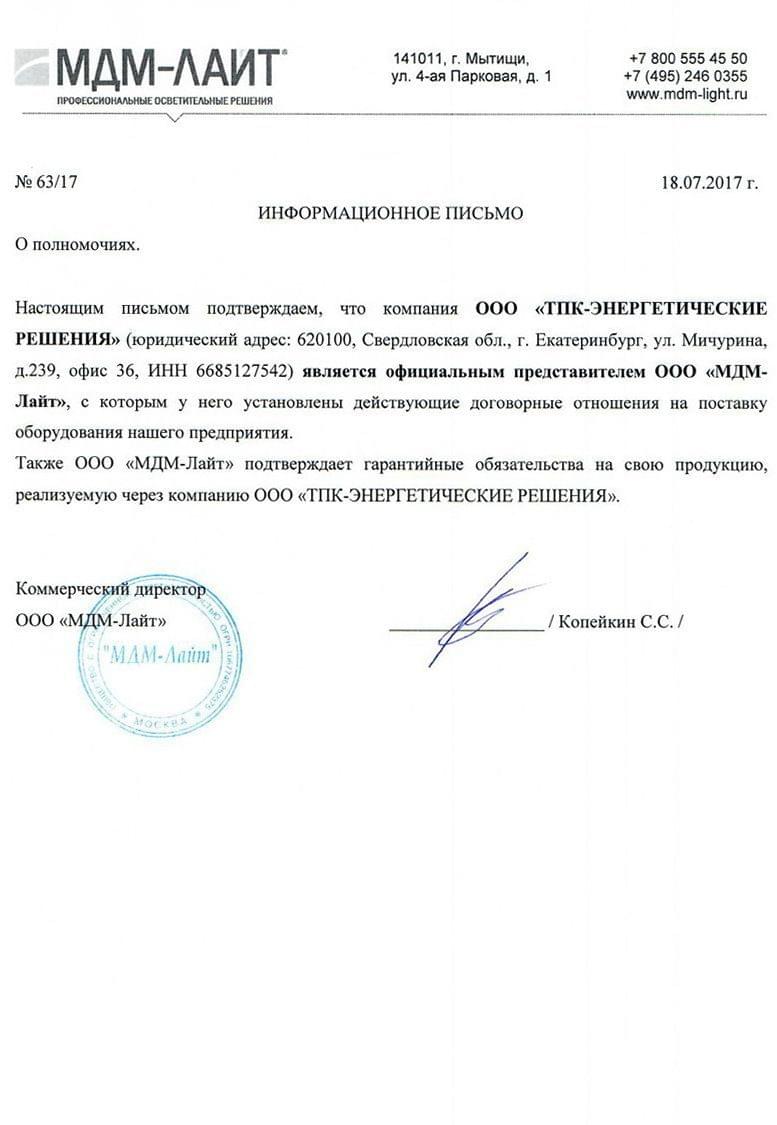 МДМ-ЛАЙТ®
ПРОФЕССИОНАЛЬНЫЕ ОСВЕТИТЕЛЬНЫЕ РЕШЕНИЯ
141011, г. Мытищи,
ул. 4-ая Парковая, д. 1
+7 800 555 45 50
+7 (495) 246 0355
www.mdm-light.ru
№ 63/17
18.07.2017 г.
ИНФОРМАЦИОННОЕ ПИСЬМО
О полномочиях.
Настоящим письмом подтверждаем, что компания ООО «ТПК-ЭНЕРГЕТИЧЕСКИЕ
РЕШЕНИЯ» (юридический адрес: 620100, Свердловская обл., г. Екатеринбург, ул. Мичурина,
д.239, офис 36, ИНН 6685127542) является официальным представителем ООО «МДМ-
Лайт», с которым у него установлены действующие договорные отношения на поставку
оборудования нашего предприятия.
Также ООО «МДМ-Лайт» подтверждает гарантийные обязательства на свою продукцию,
реализуемую через компанию ООО «ТПК-ЭНЕРГЕТИЧЕСКИЕ РЕШЕНИЯ».
Коммерческий директор
ООО «МДМ-Лайт»
/ Копейкин С.С. /
"МДМ-Лайт"
* МОСКВА *